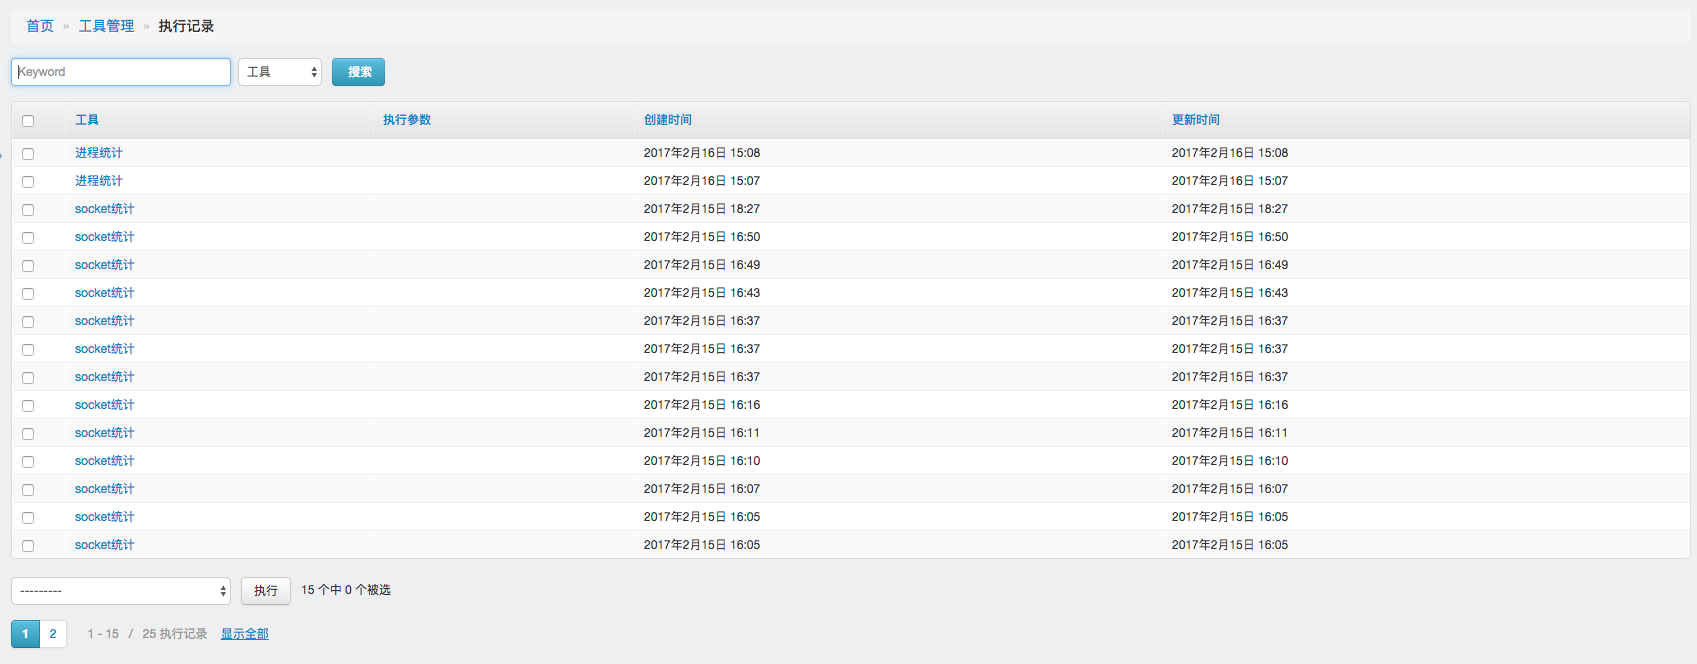 首页 » 工具管理 » 执行记录
Keyword 工具 搜索
工具 执行参数 创建时间 更新时间
进程统计 2017年2月16日 15:08 2017年2月16日 15:08
进程统计 2017年2月16日 15:07 2017年2月16日 15:07
socket统计 2017年2月15日 18:27 2017年2月15日 18:27
socket统计 2017年2月15日 16:50 2017年2月15日 16:50
socket统计 2017年2月15日 16:49 2017年2月15日 16:49
socket统计 2017年2月15日 16:43 2017年2月15日 16:43
socket统计 2017年2月15日 16:37 2017年2月15日 16:37
socket统计 2017年2月15日 16:37 2017年2月15日 16:37
socket统计 2017年2月15日 16:37 2017年2月15日 16:37
socket统计 2017年2月15日 16:16 2017年2月15日 16:16
socket统计 2017年2月15日 16:11 2017年2月15日 16:11
socket统计 2017年2月15日 16:10 2017年2月15日 16:10
socket统计 2017年2月15日 16:07 2017年2月15日 16:07
socket统计 2017年2月15日 16:05 2017年2月15日 16:05
socket统计 2017年2月15日 16:05 2017年2月15日 16:05
--------- 执行 15 个中 0 个被选
1 2 1 - 15 / 25 执行记录 显示全部